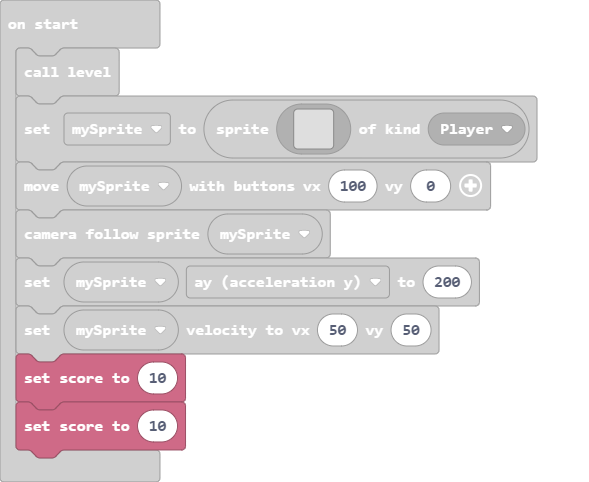 on start
call level
set mySprite to sprite of kind Player
move mySprite with buttons vx 100 vy 0
camera follow sprite mySprite
set mySprite ay (acceleration y) to 200
set mySprite velocity to vx 50 vy 50
set score to 10
set score to 10